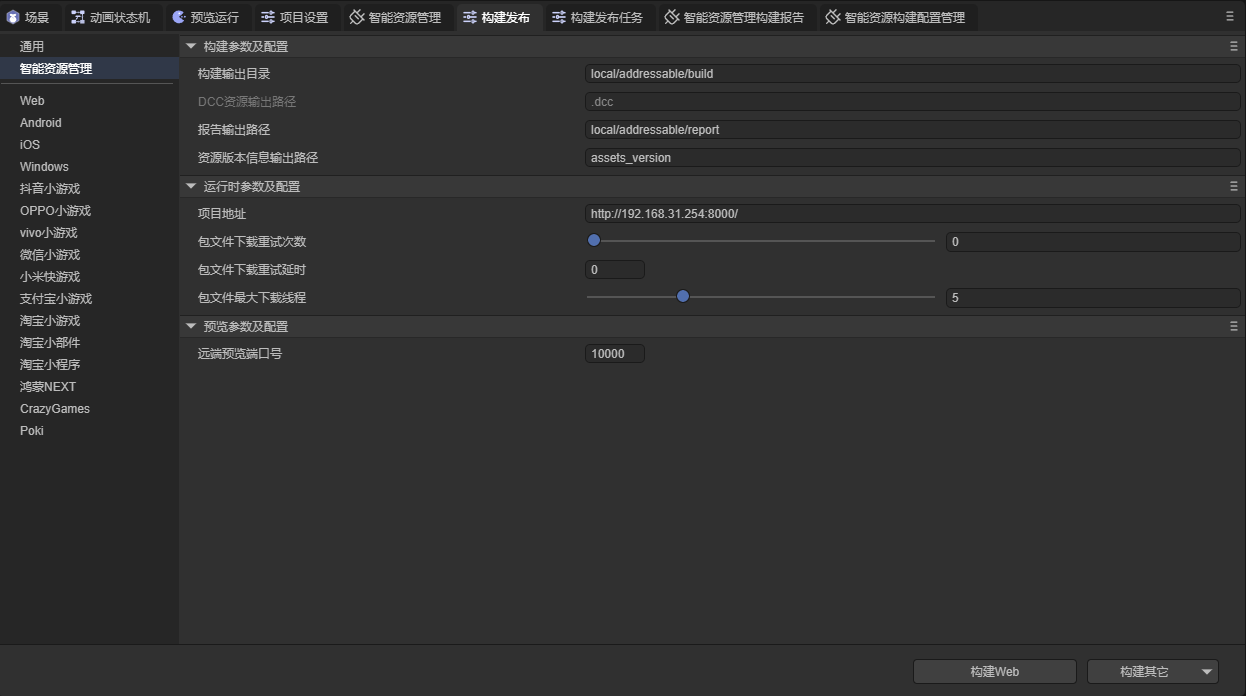 场景 动画状态机 预览运行 项目设置 智能资源管理 构建发布 构建发布任务 智能资源管理构建报告 智能资源构建配置管理
通用
智能资源管理
Web
Android
iOS
Windows
抖音小游戏
OPPO小游戏
vivo小游戏
微信小游戏
小米快游戏
支付宝小游戏
淘宝小游戏
淘宝小部件
淘宝小程序
鸿蒙NEXT
CrazyGames
Poki
构建参数及配置
构建输出目录 local/addressable/build
DCC资源输出路径 .dcc
报告输出路径 local/addressable/report
资源版本信息输出路径 assets_version
运行时参数及配置
项目地址 http://192.168.31.254:8000/
包文件下载重试次数 0
包文件下载重试延时 0
包文件最大下载线程 5
预览参数及配置
远端预览端口号 10000
构建Web 构建其它